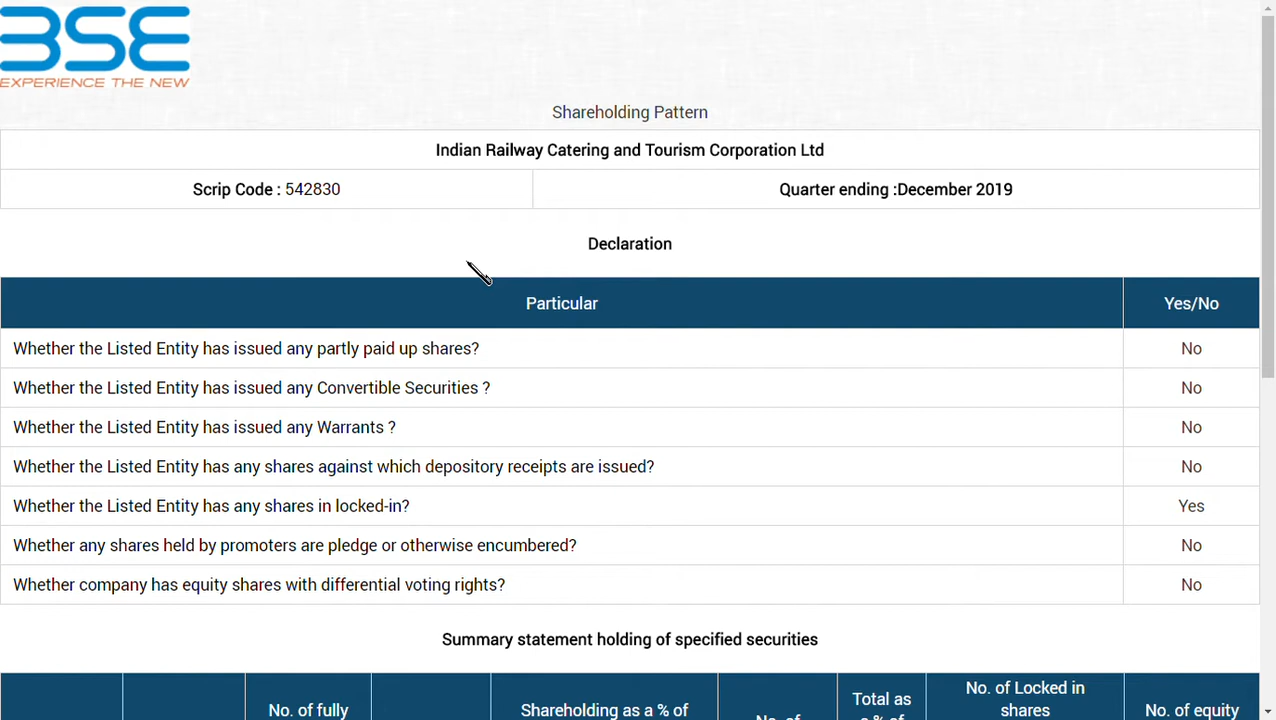 BSE
EXPERIENCE THE NEW
Shareholding Pattern
Indian Railway Catering and Tourism Corporation Ltd
Scrip Code : 542830 Quarter ending :December 2019
Declaration
Particular Yes/No
Whether the Listed Entity has issued any partly paid up shares? No
Whether the Listed Entity has issued any Convertible Securities ? No
Whether the Listed Entity has issued any Warrants ? No
Whether the Listed Entity has any shares against which depository receipts are issued? No
Whether the Listed Entity has any shares in locked-in? Yes
Whether any shares held by promoters are pledge or otherwise encumbered? No
Whether company has equity shares with differential voting rights? No
Summary statement holding of specified securities
No. of Locked in
Total as
No. of fully Shareholding as a % of No. of a % of shares No. of equity